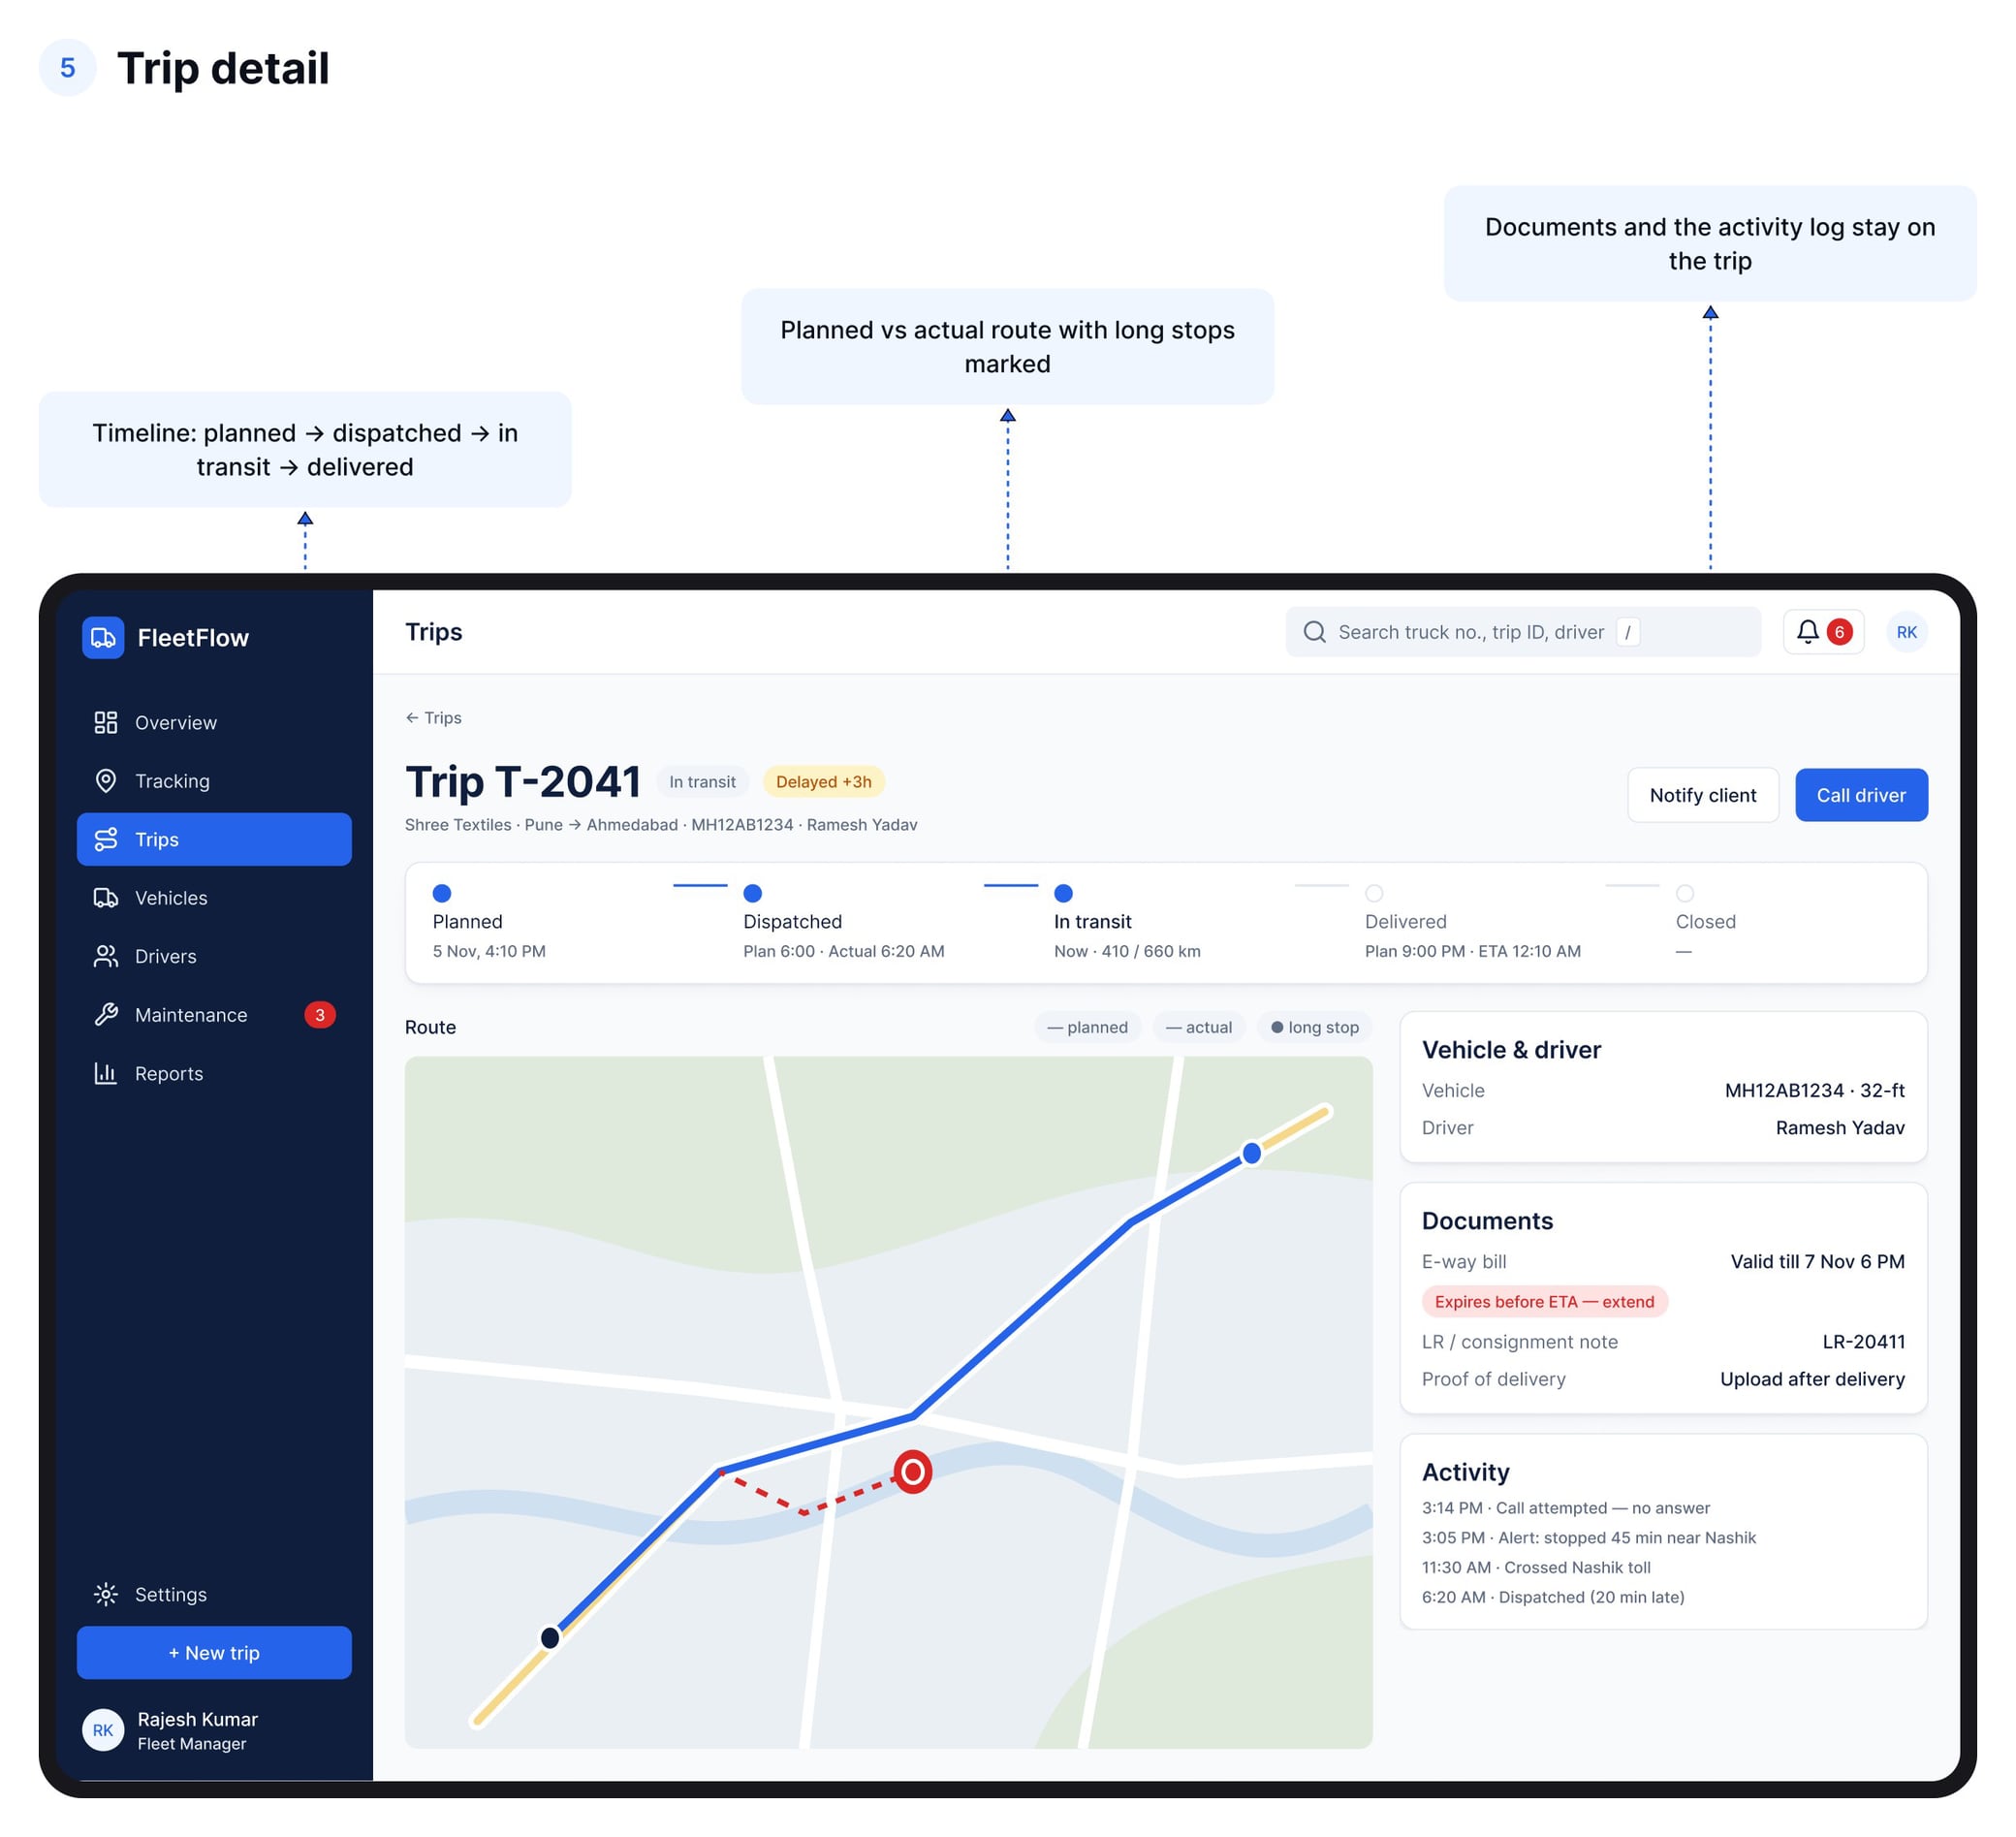 5
Trip detail
Documents and the activity log stay on
the trip
Planned vs actual route with long stops
marked
Timeline: planned → dispatched → in
transit → delivered
FleetFlow
Overview
Tracking
Trips
Vehicles
Drivers
Maintenance 3
Reports
Settings
+ New trip
RK
Rajesh Kumar
Fleet Manager
Trips
Search truck no., trip ID, driver /
6
RK
← Trips
Trip T-2041 In transit Delayed +3h
Shree Textiles · Pune → Ahmedabad · MH12AB1234 · Ramesh Yadav
Notify client
Call driver
Planned
5 Nov, 4:10 PM
Dispatched
Plan 6:00 · Actual 6:20 AM
In transit
Now · 410 / 660 km
Delivered
Plan 9:00 PM · ETA 12:10 AM
Closed
—
Route
— planned
— actual
● long stop
Vehicle & driver
Vehicle MH12AB1234 · 32-ft
Driver Ramesh Yadav
Documents
E-way bill Valid till 7 Nov 6 PM
Expires before ETA — extend
LR / consignment note LR-20411
Proof of delivery Upload after delivery
Activity
3:14 PM · Call attempted — no answer
3:05 PM · Alert: stopped 45 min near Nashik
11:30 AM · Crossed Nashik toll
6:20 AM · Dispatched (20 min late)